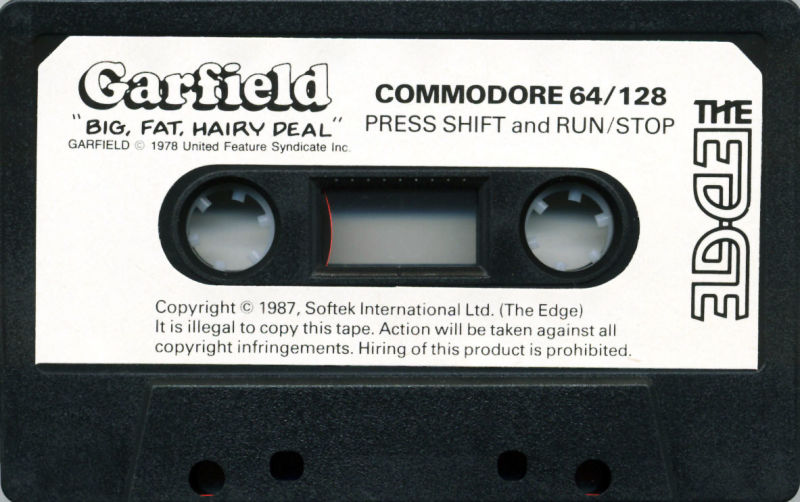 Garfield
"BIG, FAT, HAIRY DEAL"
GARFIELD © 1978 United Feature Syndicate Inc.
COMMODORE 64/128
PRESS SHIFT and RUN/STOP
THE
EDGE
Copyright © 1987, Softek International Ltd. (The Edge)
It is illegal to copy this tape. Action will be taken against all
copyright infringements. Hiring of this product is prohibited.